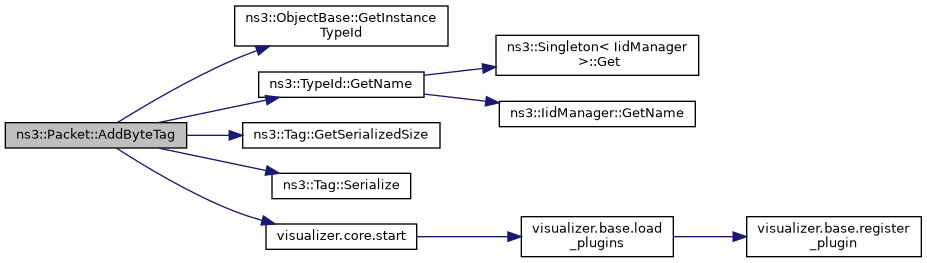 ns3::ObjectBase::GetInstance
TypeId
ns3::Singleton< IidManager
>::Get
ns3::TypeId::GetName
ns3::IidManager::GetName
ns3::Packet::AddByteTag
ns3::Tag::GetSerializedSize
ns3::Tag::Serialize
visualizer.core.start
visualizer.base.load
_plugins
visualizer.base.register
_plugin